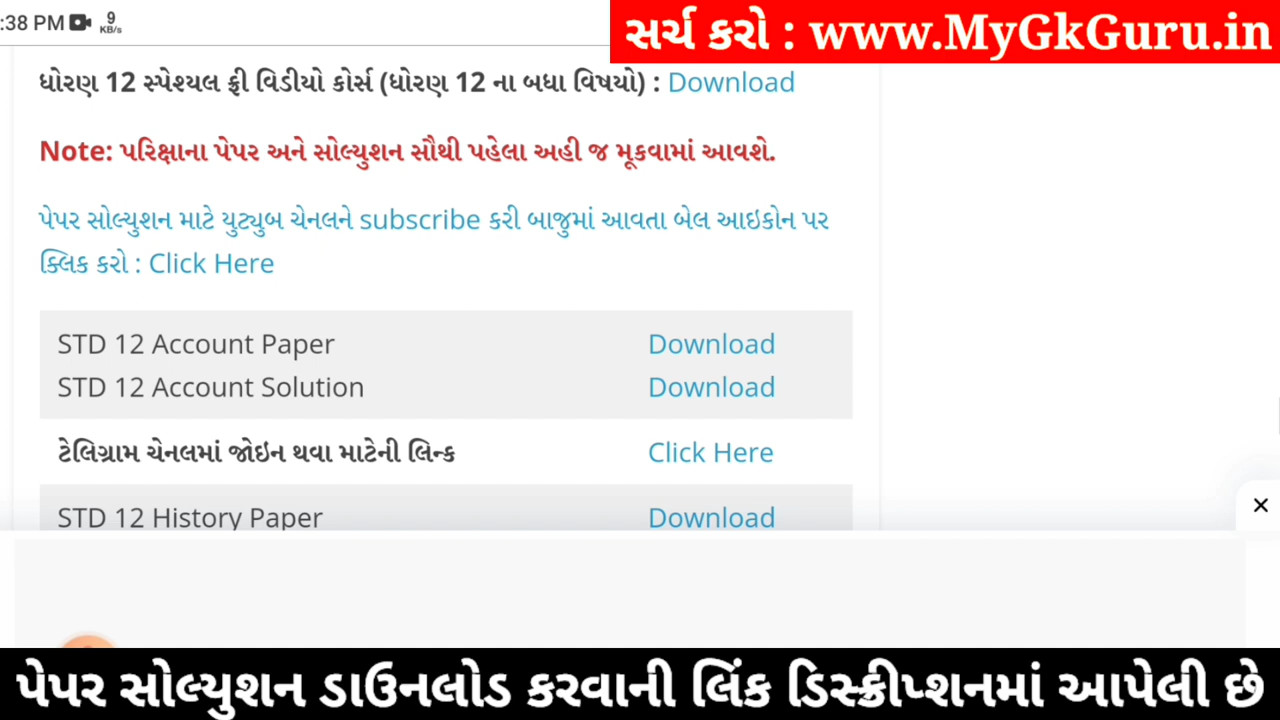 :38 PM 9 KB/s
સર્ચ કરો : www.MyGkGuru.in
ધોરણ 12 સ્પેશ્યલ ફ્રી વિડીયો કોર્સ (ધોરણ 12 ના બધા વિષયો) : Download
Note: પરિક્ષાના પેપર અને સોલ્યુશન સૌથી પહેલા અહી જ મૂકવામાં આવશે.
પેપર સોલ્યુશન માટે યુટ્યુબ ચેનલને subscribe કરી બાજુમાં આવતા બેલ આઇકોન પર
ક્લિક કરો : Click Here
STD 12 Account Paper Download
STD 12 Account Solution Download
ટેલિગ્રામ ચેનલમાં જોઇન થવા માટેની લિન્ક Click Here
STD 12 History Paper Download
પેપર સોલ્યુશન ડાઉનલોડ કરવાની લિંક ડિસ્ક્રીપ્શનમાં આપેલી છે